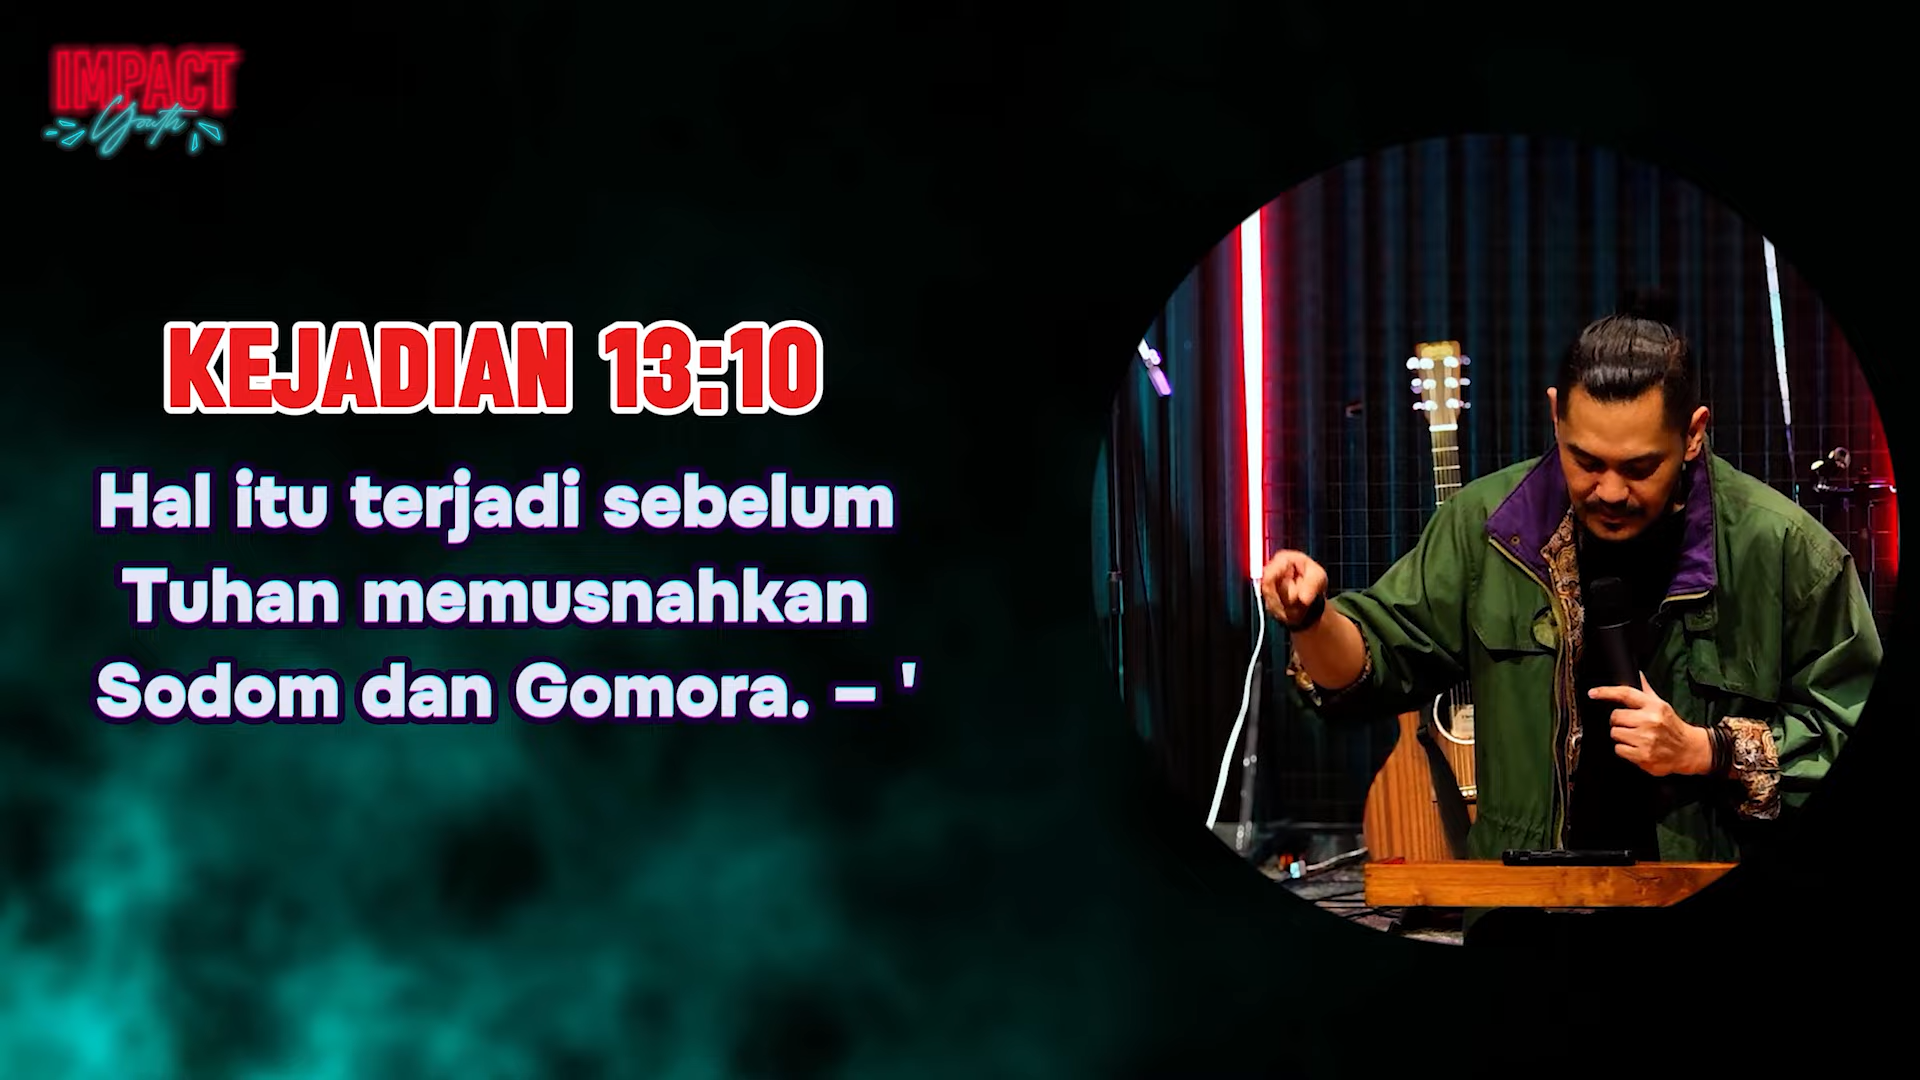 IMPACT
Youth
KEJADIAN 13:10
Hal itu terjadi sebelum
Tuhan memusnahkan
Sodom dan Gomora. – '